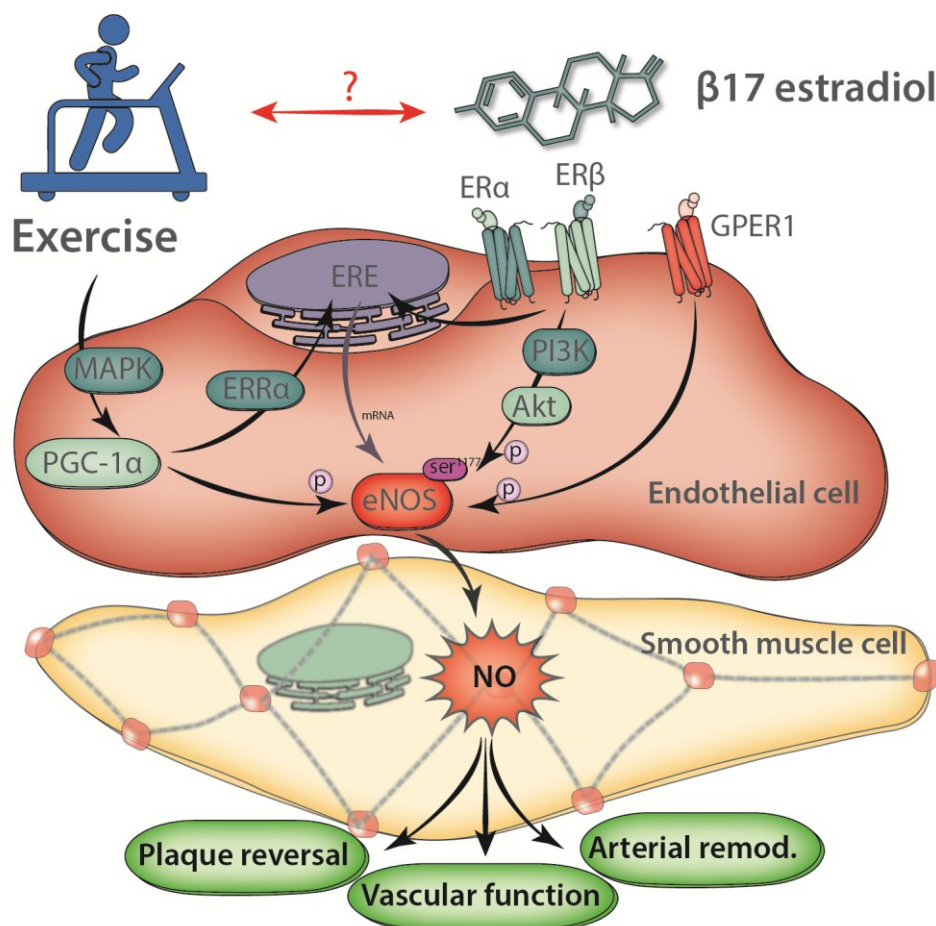 ?
β17 estradiol
ERα
ERβ
GPER1
Exercise
ERE
MAPK
ERRα
PI3K
Akt
mRNA
PGC-1α
p
p
p
ser1177
eNOS
Endothelial cell
Smooth muscle cell
NO
Plaque reversal
Arterial remod.
Vascular function